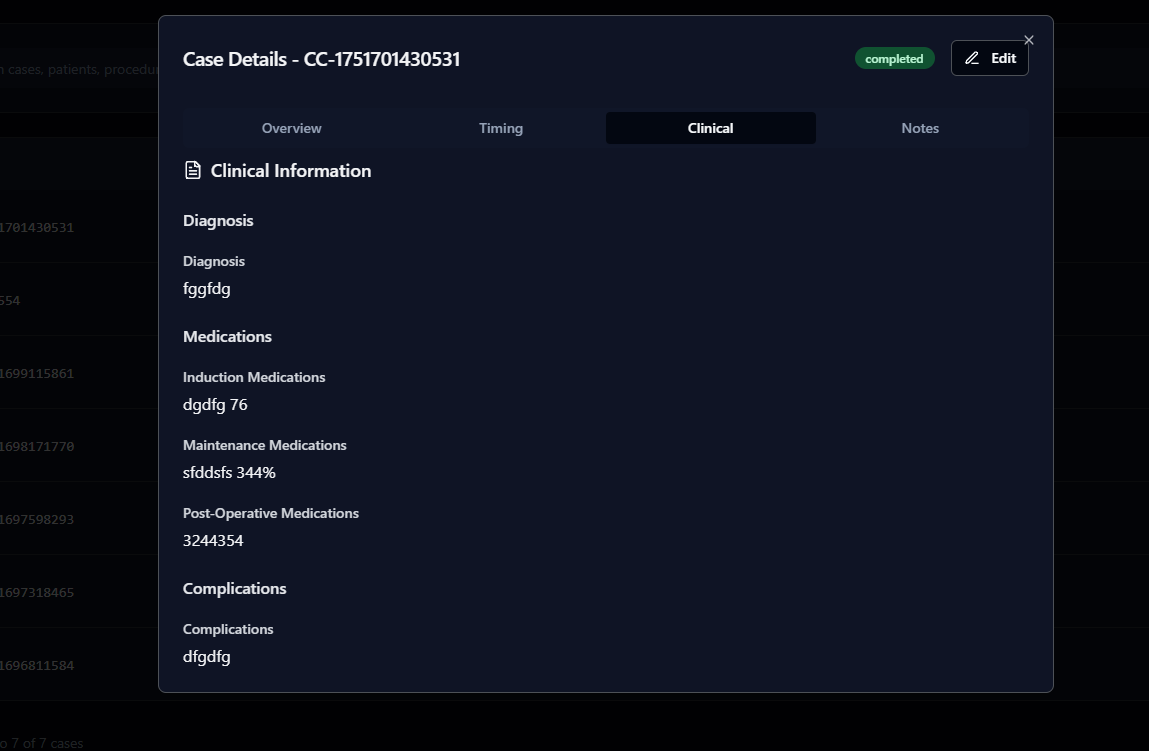 n cases, patients, procedur
Case Details - CC-1751701430531
completed
Edit
Overview
Timing
Clinical
Notes
Clinical Information
Diagnosis
Diagnosis
fggfdg
Medications
Induction Medications
dgdfg 76
Maintenance Medications
sfddsfs 344%
Post-Operative Medications
3244354
Complications
Complications
dfgdfg
1701430531
554
1699115861
1698171770
1697598293
1697318465
1696811584
o 7 of 7 cases